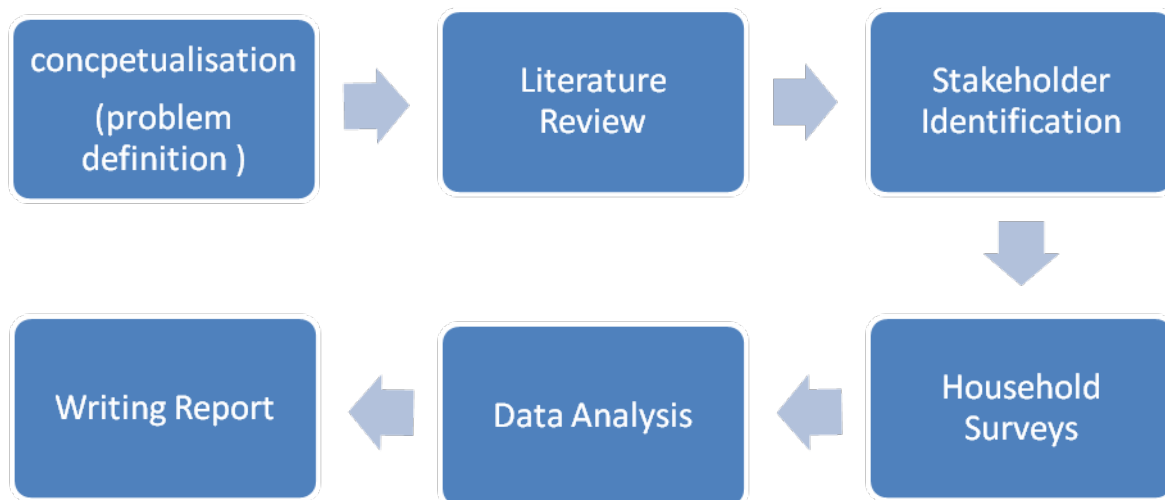 concpetualisation
(problem
definition )
Literature
Review
Stakeholder
Identification
Household
Surveys
Data Analysis
Writing Report